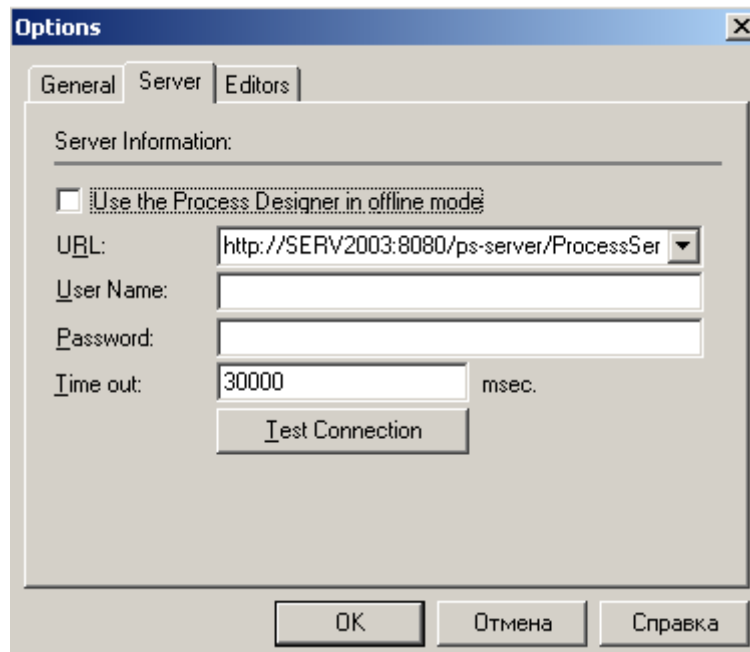 Options
General Server Editors
Server Information:
Use the Process Designer in offline mode
URL: http://SERV2003:8080/ps-server/ProcessSer
User Name:
Password:
Time out: 30000 msec.
Test Connection
OK Отмена Справка